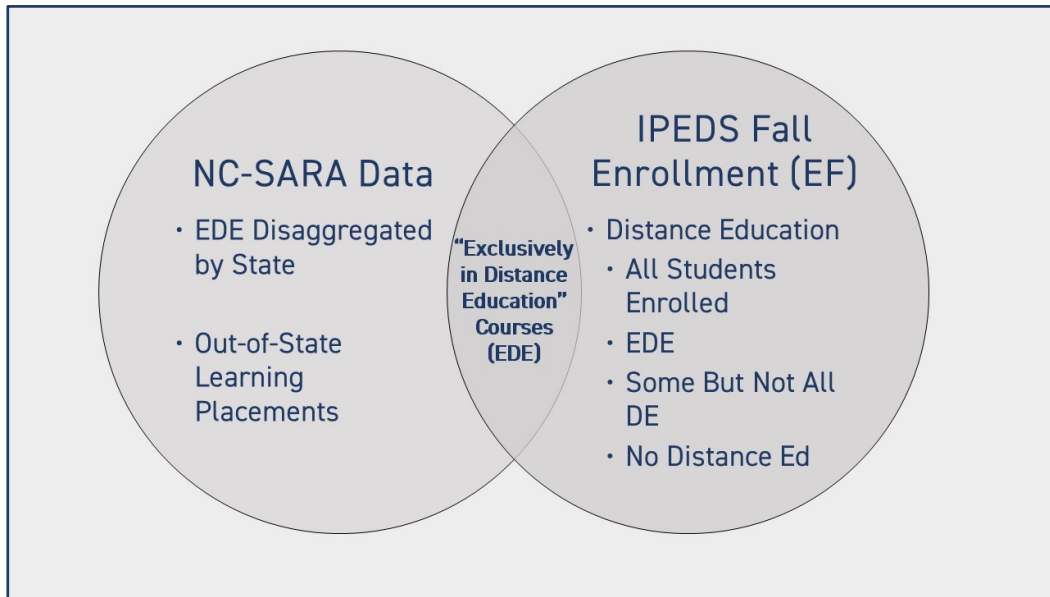 NC-SARA Data
· EDE Disaggregated
by State
· Out-of-State
Learning
Placements
“Exclusively
in Distance
Education”
Courses
(EDE)
IPEDS Fall
Enrollment (EF)
· Distance Education
· All Students
Enrolled
· EDE
· Some But Not All
DE
· No Distance Ed